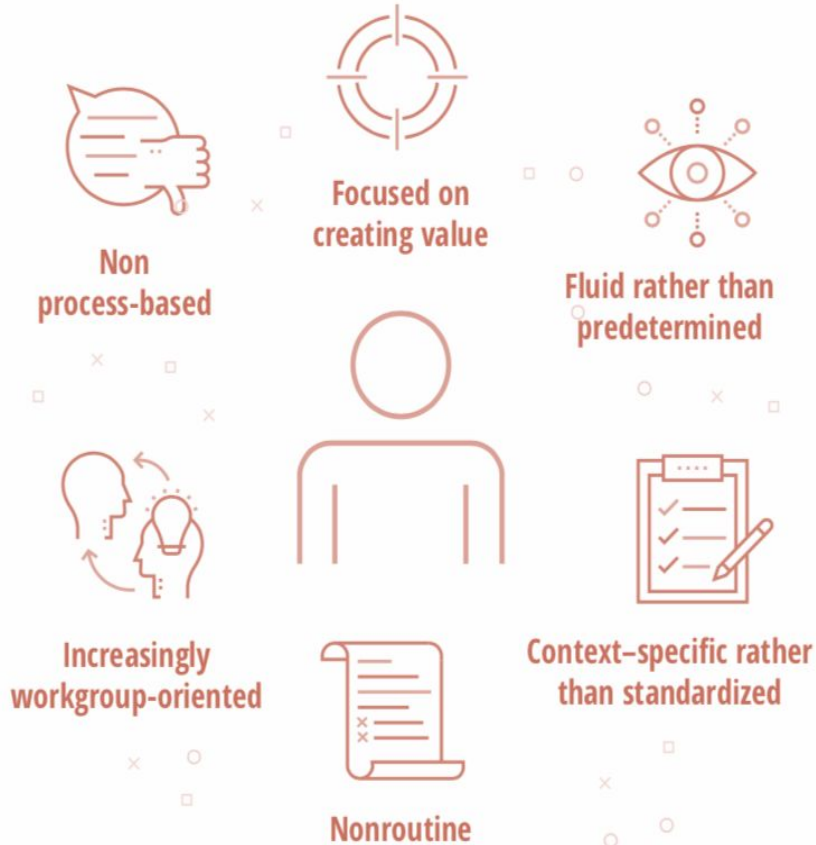 Focused on
creating value
Non
process-based
Fluid rather than
predetermined
Increasingly
workgroup-oriented
Context–specific rather
than standardized
Nonroutine